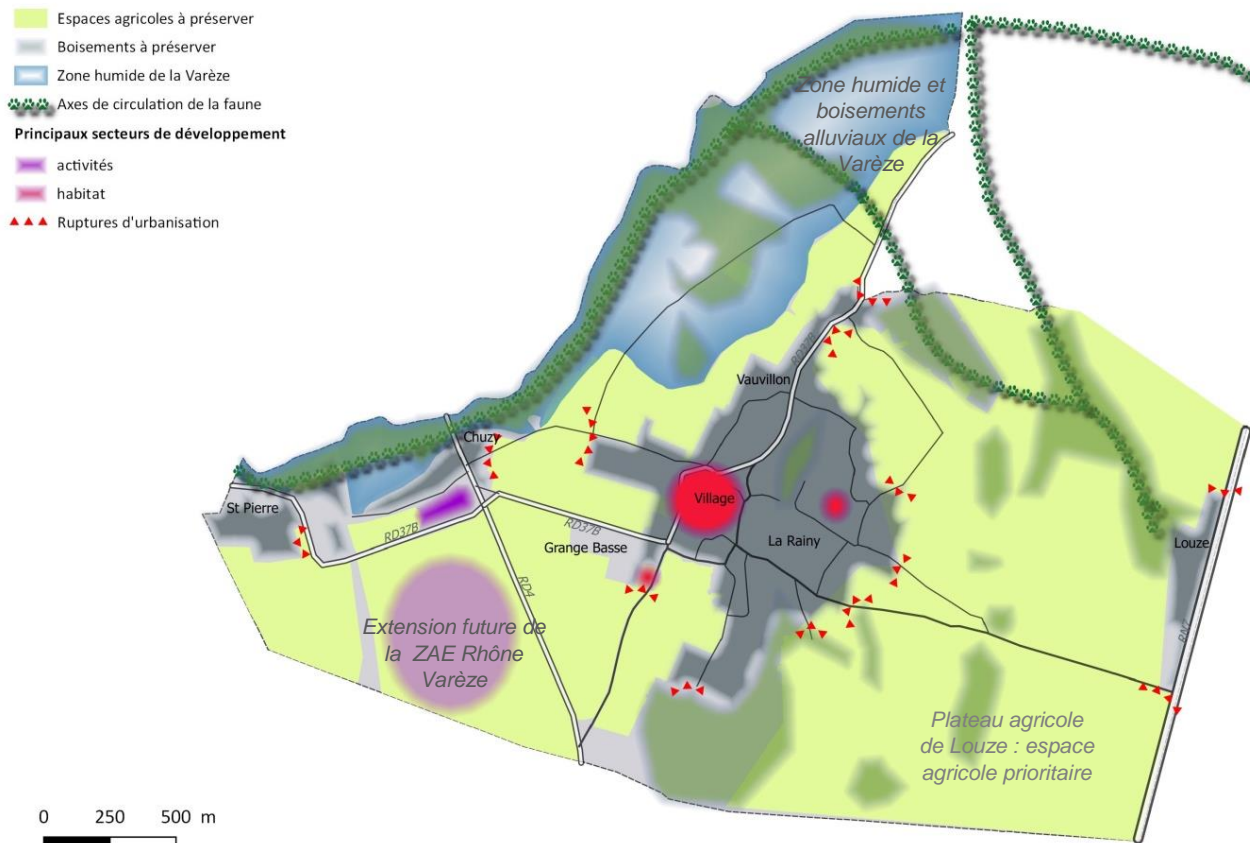 Espaces agricoles à préserver
Boisements à préserver
Zone humide de la Varèze
Axes de circulation de la faune
Principaux secteurs de développement
activités
habitat
Ruptures d'urbanisation
Zone humide et
boisements
alluviaux de la
Varèze
RD37B
Vauvillon
Chuzy
St Pierre
RD37B
RD37B
Village
Grange Basse
La Rainy
Louze
RD4
RN7
Extension future de
la ZAE Rhône
Varèze
Plateau agricole
de Louze : espace
agricole prioritaire
0 250 500 m